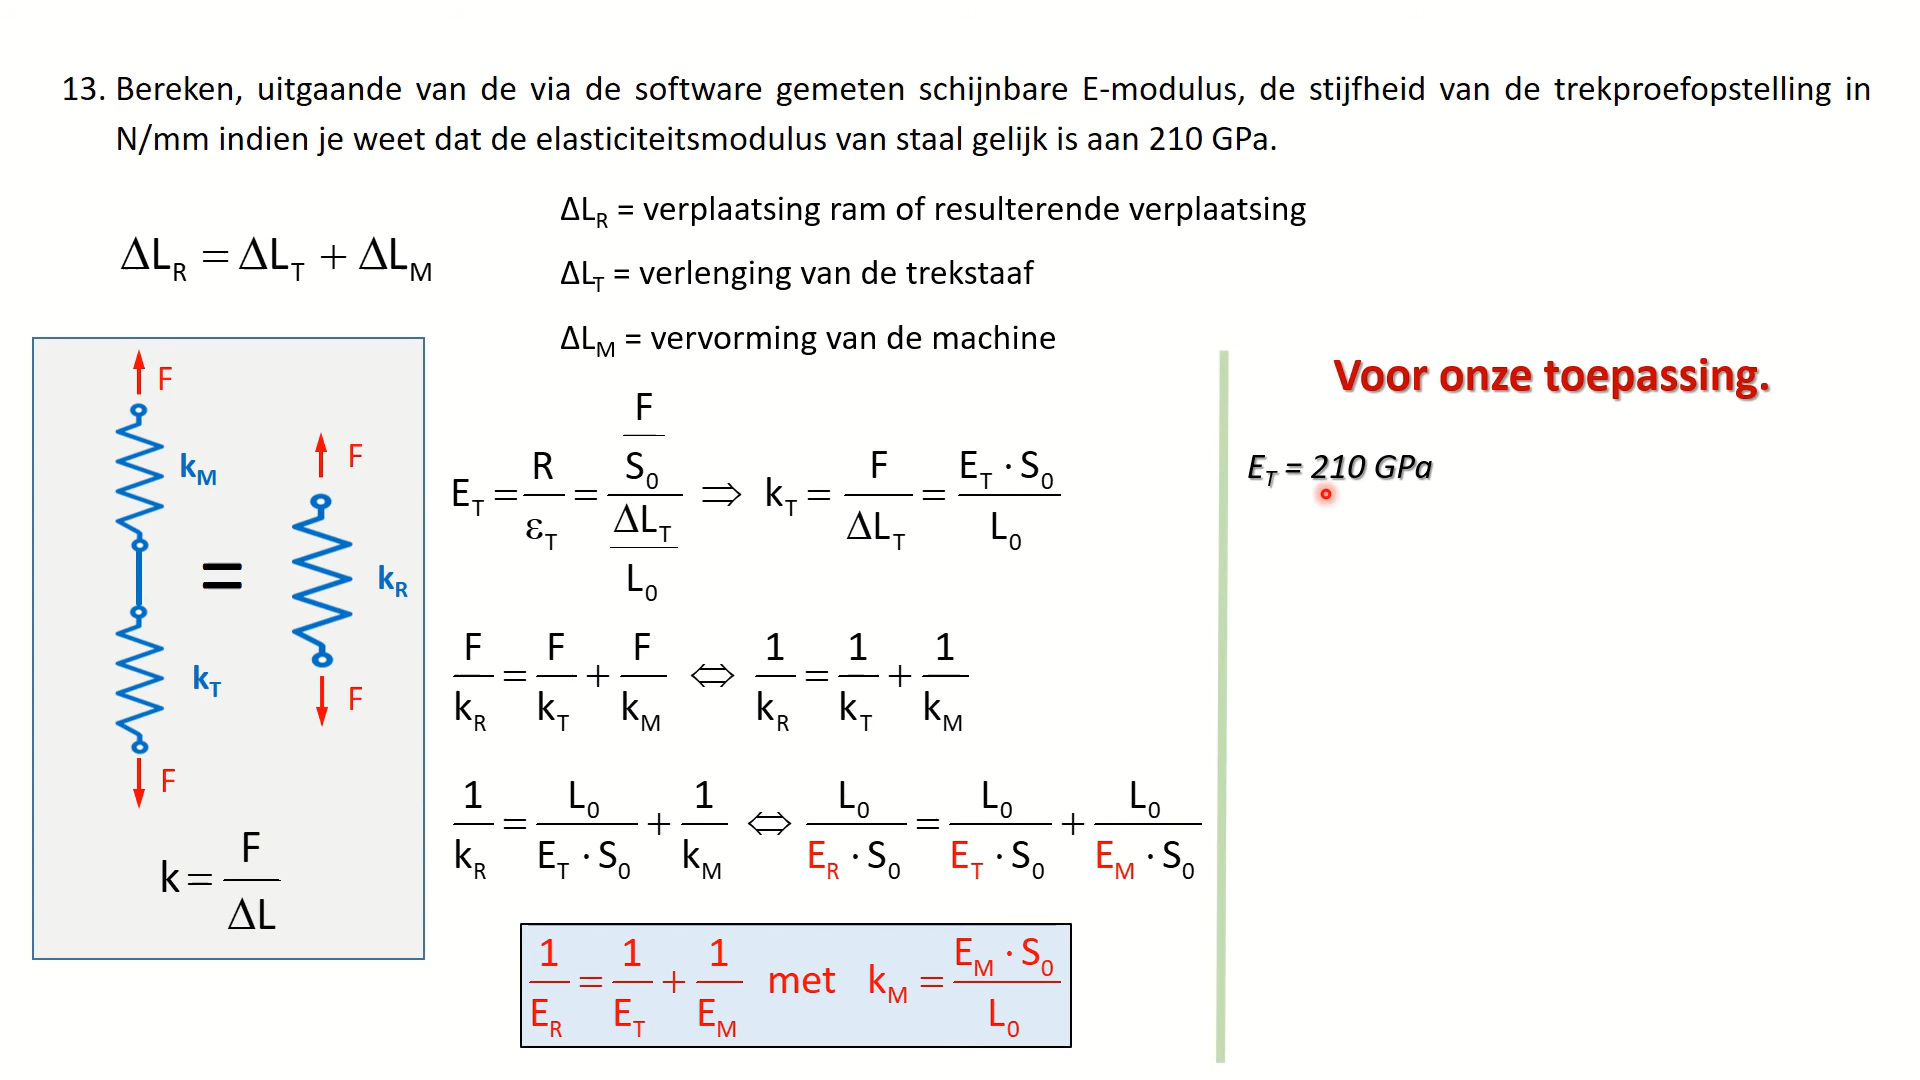 13. Bereken, uitgaande van de via de software gemeten schijnbare E-modulus, de stijfheid van de trekproefopstelling in
N/mm indien je weet dat de elasticiteitsmodulus van staal gelijk is aan 210 GPa.
ΔL_R = ΔL_T + ΔL_M
ΔL_R = verplaatsing ram of resulterende verplaatsing
ΔL_T = verlenging van de trekstaaf
ΔL_M = vervorming van de machine
F
k_M
k_T
F
=
F
k_R
F
k = F / ΔL
E_T = R / ε_T = (F / S_0) / (ΔL_T / L_0) ⇒ k_T = F / ΔL_T = E_T · S_0 / L_0
F / k_R = F / k_T + F / k_M ⇔ 1 / k_R = 1 / k_T + 1 / k_M
1 / k_R = L_0 / (E_T · S_0) + 1 / k_M ⇔ L_0 / (E_R · S_0) = L_0 / (E_T · S_0) + L_0 / (E_M · S_0)
1 / E_R = 1 / E_T + 1 / E_M met k_M = E_M · S_0 / L_0
Voor onze toepassing.
E_T = 210 GPa